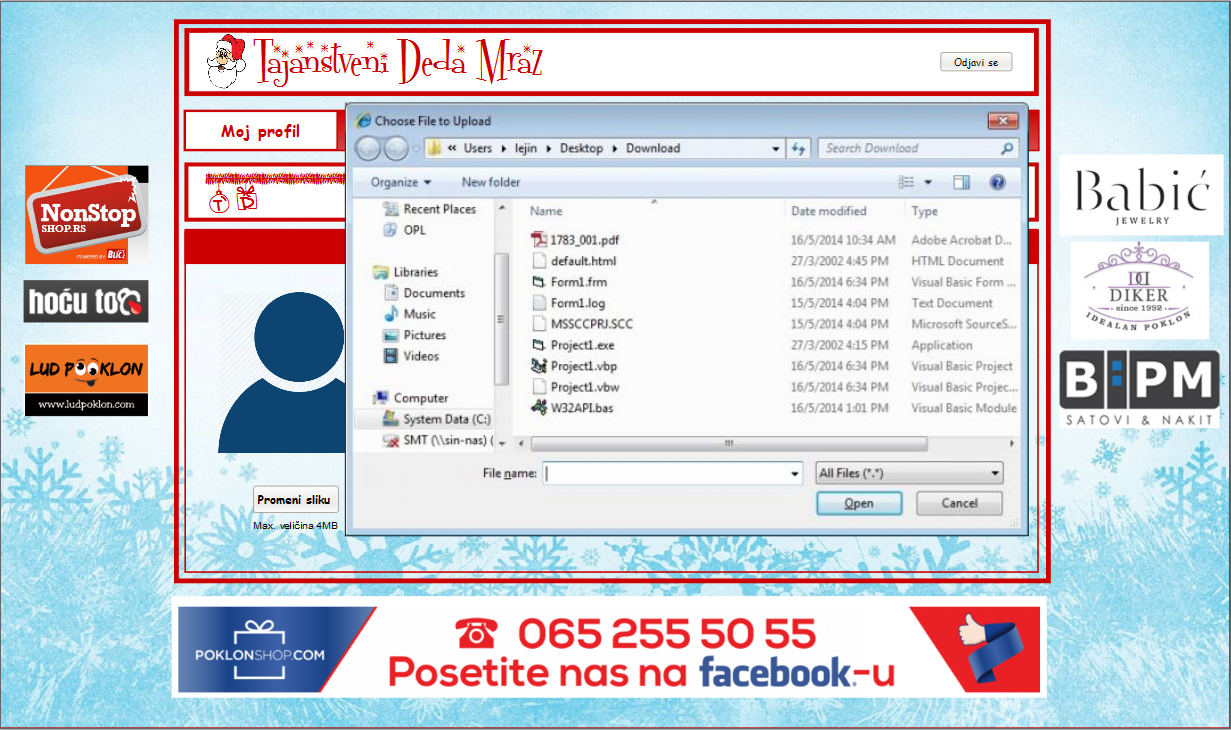 Tajanstveni Deda Mraz
Odjavi se
Moj profil
T D
NonStop
SHOP.RS
POWERED BY BLIC
hoću to
LUD POKLON
www.ludpoklon.com
Promeni sliku
Max. veličina 4MB
Choose File to Upload
« Users Iejin Desktop Download
Search Download
Organize New folder
Recent Places
OPL
Libraries
Documents
Music
Pictures
Videos
Computer
System Data (C:)
SMT (\\sin-nas) (
Name Date modified Type
1783_001.pdf 16/5/2014 10:34 AM Adobe Acrobat D...
default.html 27/3/2002 4:45 PM HTML Document
Form1.frm 16/5/2014 6:34 PM Visual Basic Form ...
Form1.log 15/5/2014 4:04 PM Text Document
MSSCCPRJ.SCC 15/5/2014 4:04 PM Microsoft SourceS...
Project1.exe 27/3/2002 4:15 PM Application
Project1.vbp 16/5/2014 6:34 PM Visual Basic Project
Project1.vbw 16/5/2014 6:34 PM Visual Basic Projec...
W32API.bas 16/5/2014 1:01 PM Visual Basic Module
File name: All Files (*.*)
Open Cancel
Babić
JEWELRY
DD
DIKER
since 1992
IDEALAN POKLON
B:PM
SATOVI & NAKIT
POKLONSHOP.COM
065 255 50 55
Posetite nas na facebook-u